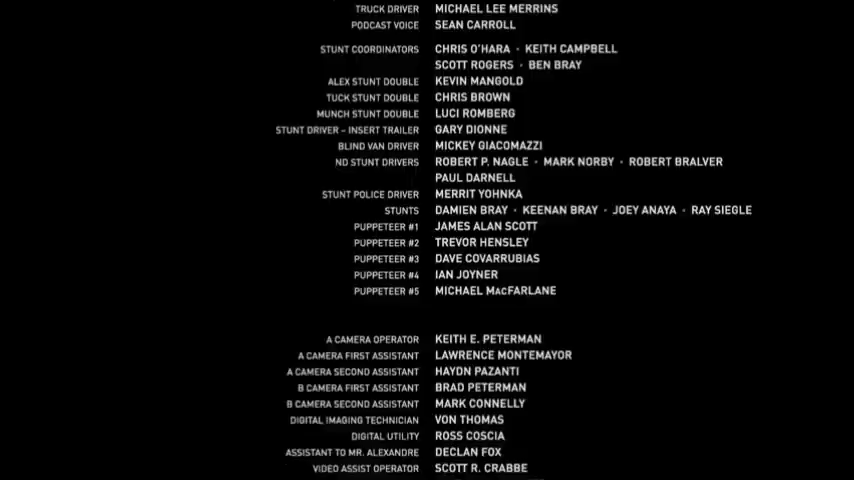 TRUCK DRIVER MICHAEL LEE MERRINS
PODCAST VOICE SEAN CARROLL
STUNT COORDINATORS CHRIS O'HARA · KEITH CAMPBELL
SCOTT ROGERS · BEN BRAY
ALEX STUNT DOUBLE KEVIN MANGOLD
TUCK STUNT DOUBLE CHRIS BROWN
MUNCH STUNT DOUBLE LUCI ROMBERG
STUNT DRIVER – INSERT TRAILER GARY DIONNE
BLIND VAN DRIVER MICKEY GIACOMAZZI
ND STUNT DRIVERS ROBERT P. NAGLE · MARK NORBY · ROBERT BRALVER
PAUL DARNELL
STUNT POLICE DRIVER MERRIT YOHNKA
STUNTS DAMIEN BRAY · KEENAN BRAY · JOEY ANAYA · RAY SIEGLE
PUPPETEER #1 JAMES ALAN SCOTT
PUPPETEER #2 TREVOR HENSLEY
PUPPETEER #3 DAVE COVARRUBIAS
PUPPETEER #4 IAN JOYNER
PUPPETEER #5 MICHAEL MacFARLANE
A CAMERA OPERATOR KEITH E. PETERMAN
A CAMERA FIRST ASSISTANT LAWRENCE MONTEMAYOR
A CAMERA SECOND ASSISTANT HAYDN PAZANTI
B CAMERA FIRST ASSISTANT BRAD PETERMAN
B CAMERA SECOND ASSISTANT MARK CONNELLY
DIGITAL IMAGING TECHNICIAN VON THOMAS
DIGITAL UTILITY ROSS COSCIA
ASSISTANT TO MR. ALEXANDRE DECLAN FOX
VIDEO ASSIST OPERATOR SCOTT R. CRABBE